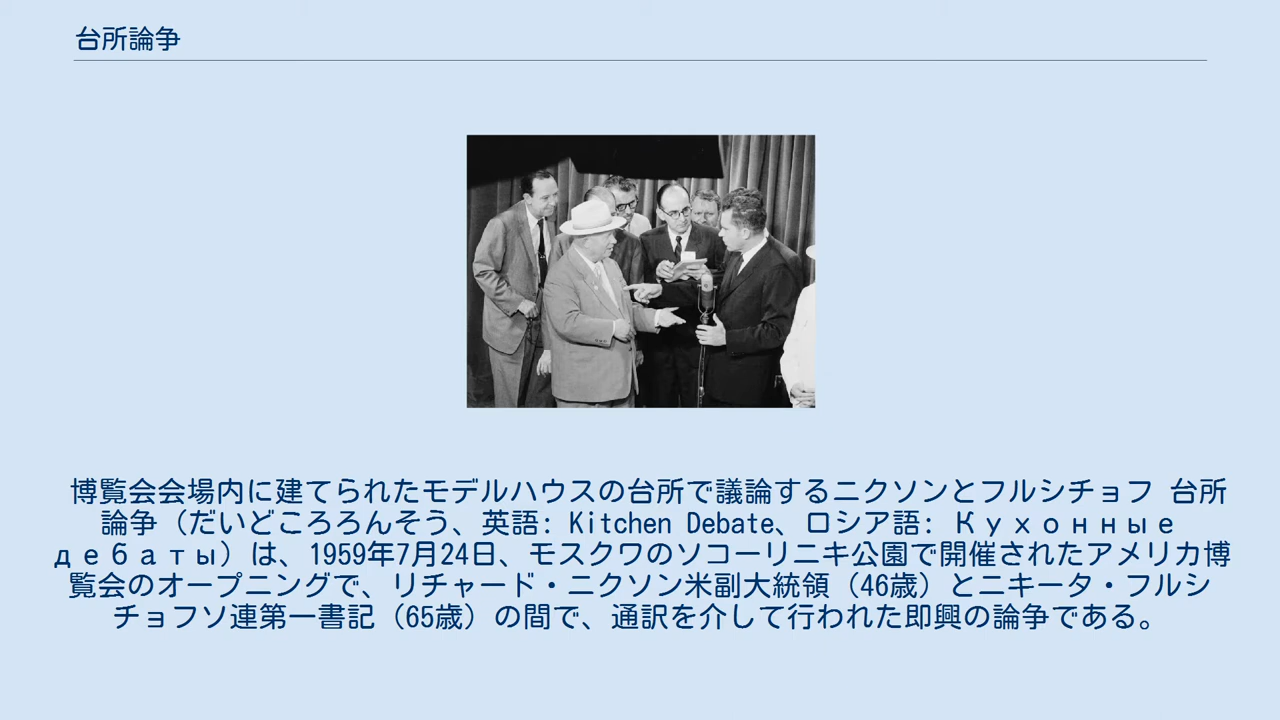 台所論争
博覧会会場内に建てられたモデルハウスの台所で議論するニクソンとフルシチョフ 台所
論争（だいどころろんそう、英語: Kitchen Debate、ロシア語: Кухонные
дебаты）は、1959年7月24日、モスクワのソコーリニキ公園で開催されたアメリカ博
覧会のオープニングで、リチャード・ニクソン米副大統領（46歳）とニキータ・フルシ
チョフソ連第一書記（65歳）の間で、通訳を介して行われた即興の論争である。